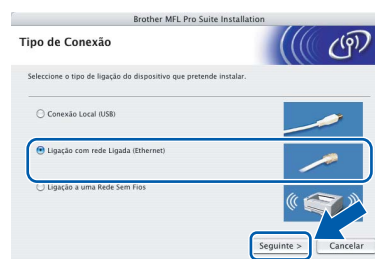 Brother MFL Pro Suite Installation
Tipo de Conexão
Seleccione o tipo de ligação do dispositivo que pretende instalar.
Conexão Local (USB)
Ligação com rede Ligada (Ethernet)
Ligação a uma Rede Sem Fios
Seguinte >
Cancelar